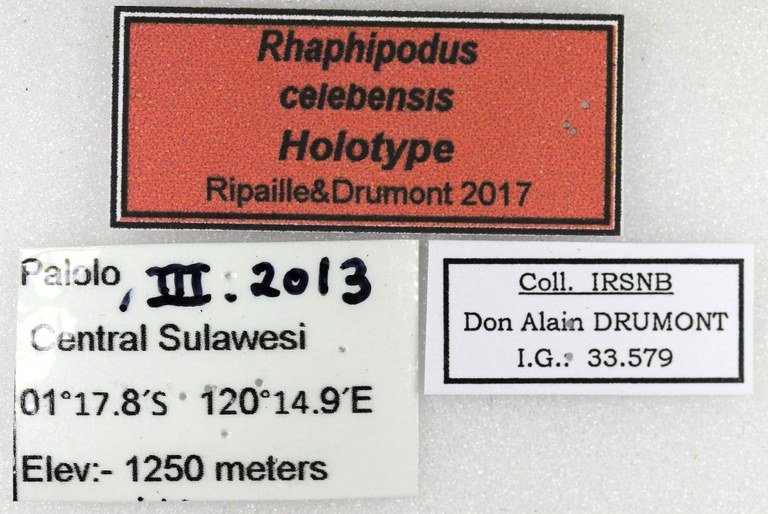 Rhaphipodus
celebensis
Holotype
Ripaille&Drumont 2017
Palolo, III. 2013
Central Sulawesi
01°17.8′S 120°14.9′E
Elev:- 1250 meters
Coll. IRSNB
Don Alain DRUMONT
I.G.: 33.579